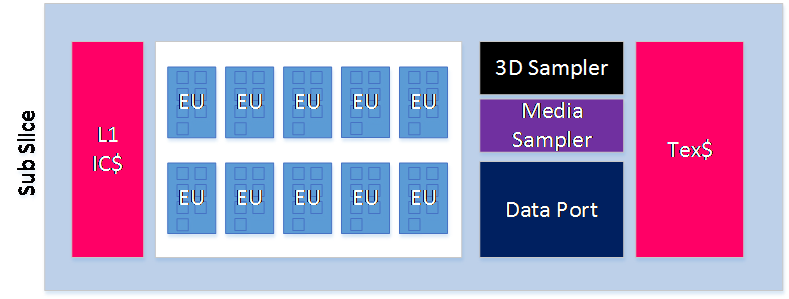 Sub Slice
L1
IC$
EU EU EU EU EU
EU EU EU EU EU
3D Sampler
Media
Sampler
Data Port
Tex$